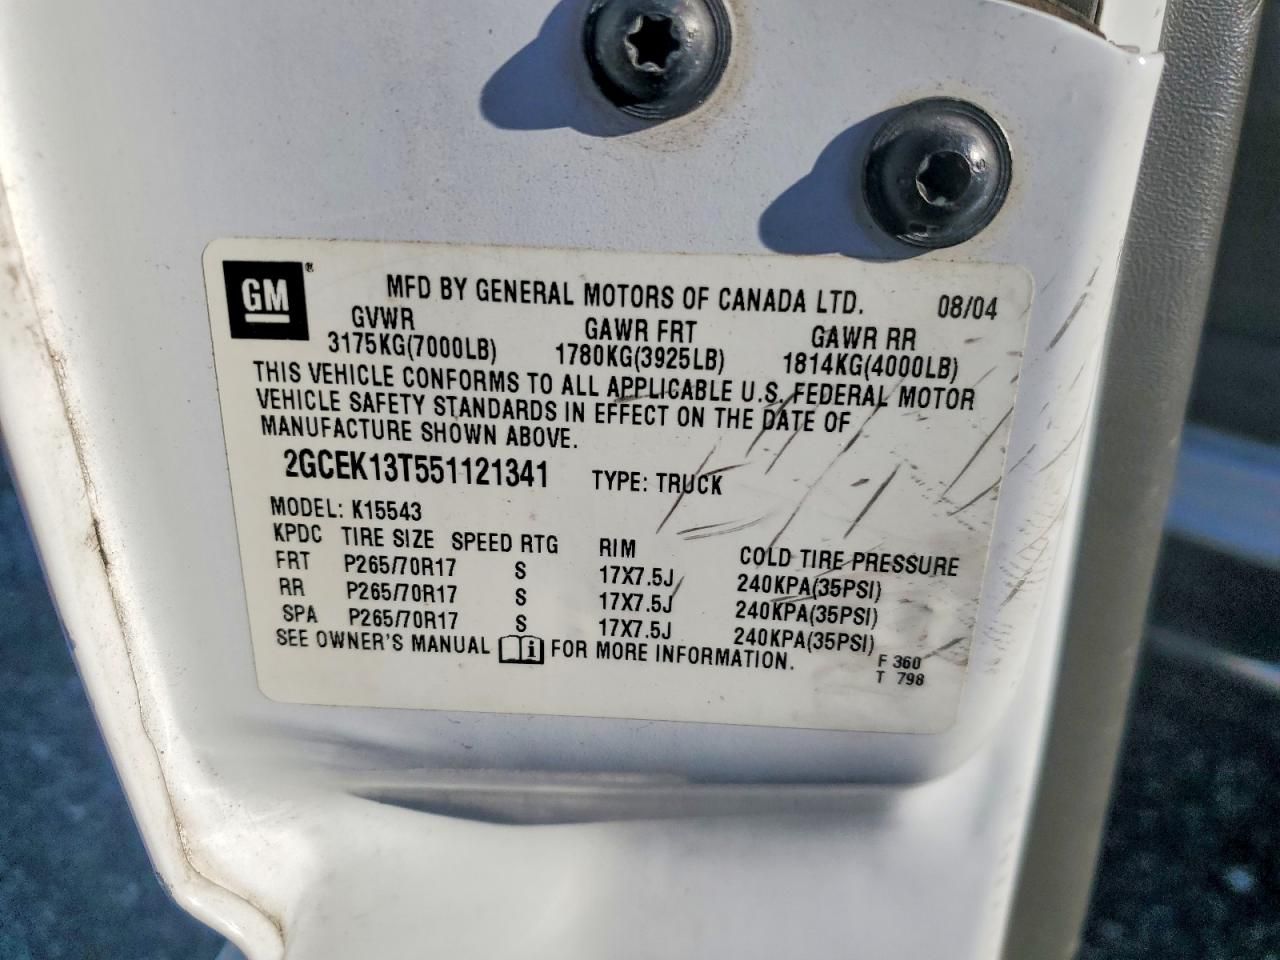 GM® MFD BY GENERAL MOTORS OF CANADA LTD. 08/04
GVWR GAWR FRT GAWR RR
3175KG(7000LB) 1780KG(3925LB) 1814KG(4000LB)
THIS VEHICLE CONFORMS TO ALL APPLICABLE U.S. FEDERAL MOTOR
VEHICLE SAFETY STANDARDS IN EFFECT ON THE DATE OF
MANUFACTURE SHOWN ABOVE.
2GCEK13T551121341 TYPE: TRUCK
MODEL: K15543
KPDC TIRE SIZE SPEED RTG RIM COLD TIRE PRESSURE
FRT P265/70R17 S 17X7.5J 240KPA(35PSI)
RR P265/70R17 S 17X7.5J 240KPA(35PSI)
SPA P265/70R17 S 17X7.5J 240KPA(35PSI)
SEE OWNER'S MANUAL i FOR MORE INFORMATION.
F 360
T 798